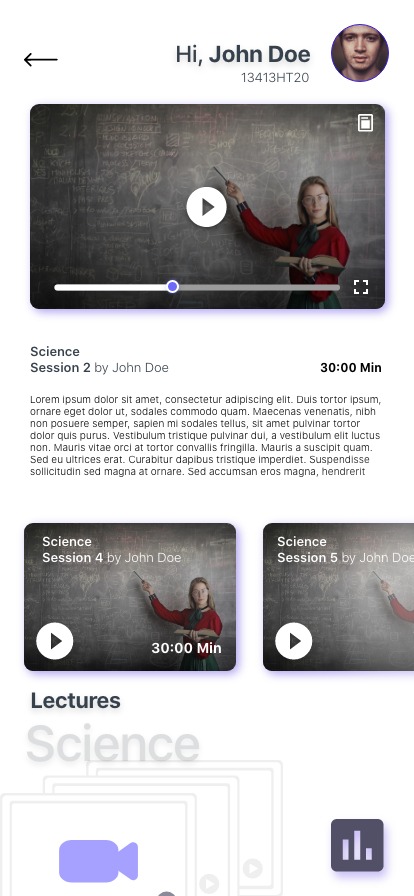 Hi, John Doe
13413HT20
Science
Session 2 by John Doe
30:00 Min
Lorem ipsum dolor sit amet, consectetur adipiscing elit. Duis tortor ipsum,
ornare eget dolor ut, sodales commodo quam. Maecenas venenatis, nibh
non posuere semper, sapien mi sodales tellus, sit amet pulvinar tortor
dolor quis purus. Vestibulum tristique pulvinar dui, a vestibulum elit luctus
non. Mauris vitae orci at tortor convallis fringilla. Mauris a suscipit quam.
Sed eu ultrices erat. Curabitur dapibus tristique imperdiet. Suspendisse
sollicitudin sed magna at ornare. Sed accumsan eros magna, hendrerit
Science
Session 4 by John Doe
30:00 Min
Science
Session 5 by John Doe
Lectures
Science